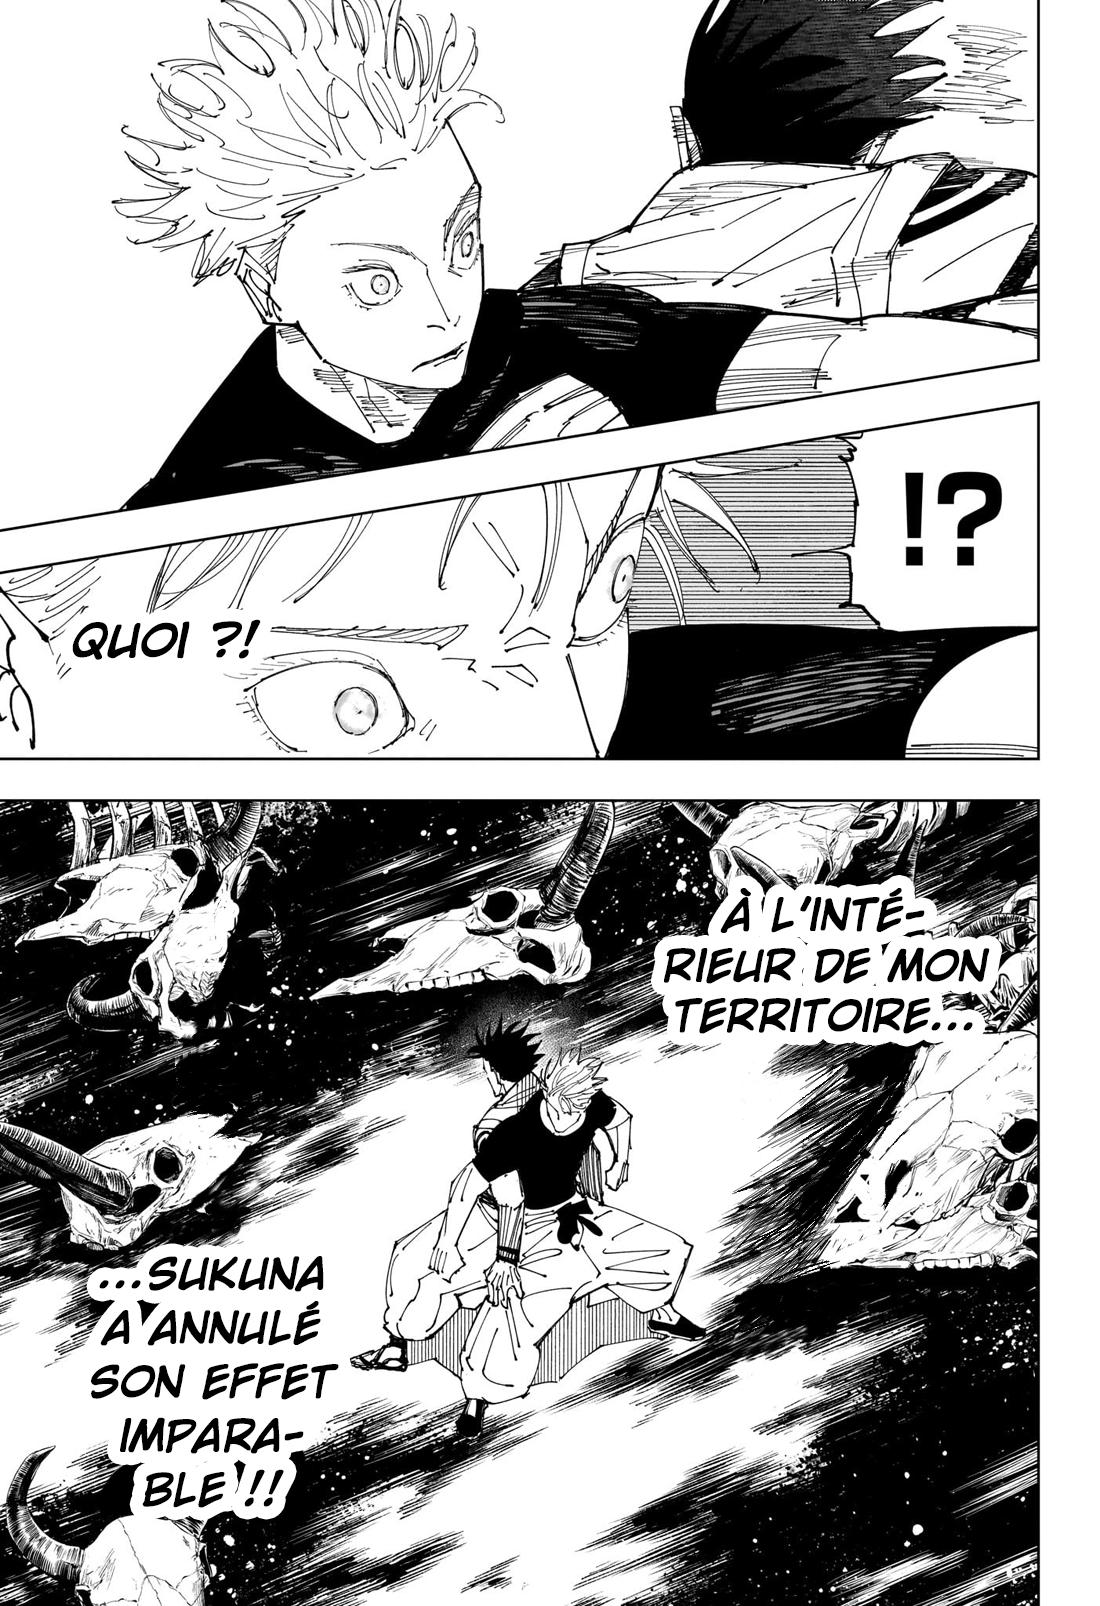 !?
QUOI ?!
À L'INTÉ-
RIEUR DE MON
TERRITOIRE...
...SUKUNA
A ANNULÉ
SON EFFET
IMPARA-
BLE !!